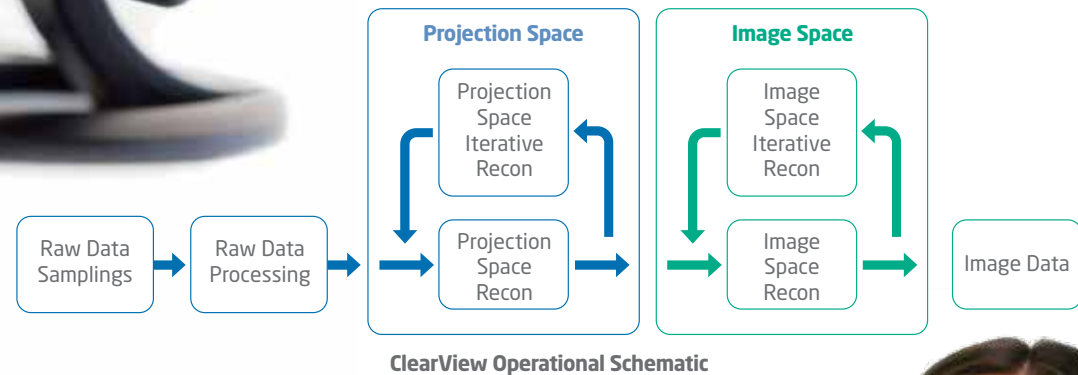 Projection Space
Image Space
Projection
Space
Iterative
Recon
Image
Space
Iterative
Recon
Raw Data
Samplings
Raw Data
Processing
Projection
Space
Recon
Image
Space
Recon
Image Data
ClearView Operational Schematic